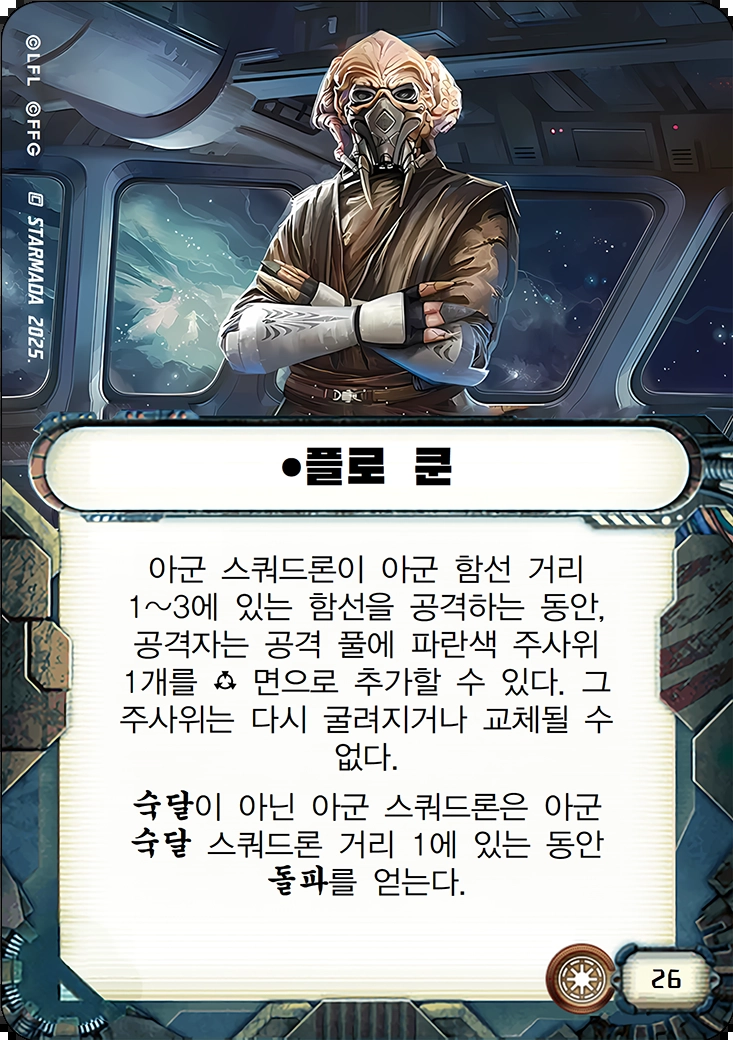 ©LFL ©FFG © STARMADA 2025.
•플로 쿤
아군 스쿼드론이 아군 함선 거리
1~3에 있는 함선을 공격하는 동안,
공격자는 공격 풀에 파란색 주사위
1개를 면으로 추가할 수 있다. 그
주사위는 다시 굴려지거나 교체될 수
없다.
숙달이 아닌 아군 스쿼드론은 아군
숙달 스쿼드론 거리 1에 있는 동안
돌파를 얻는다.
26